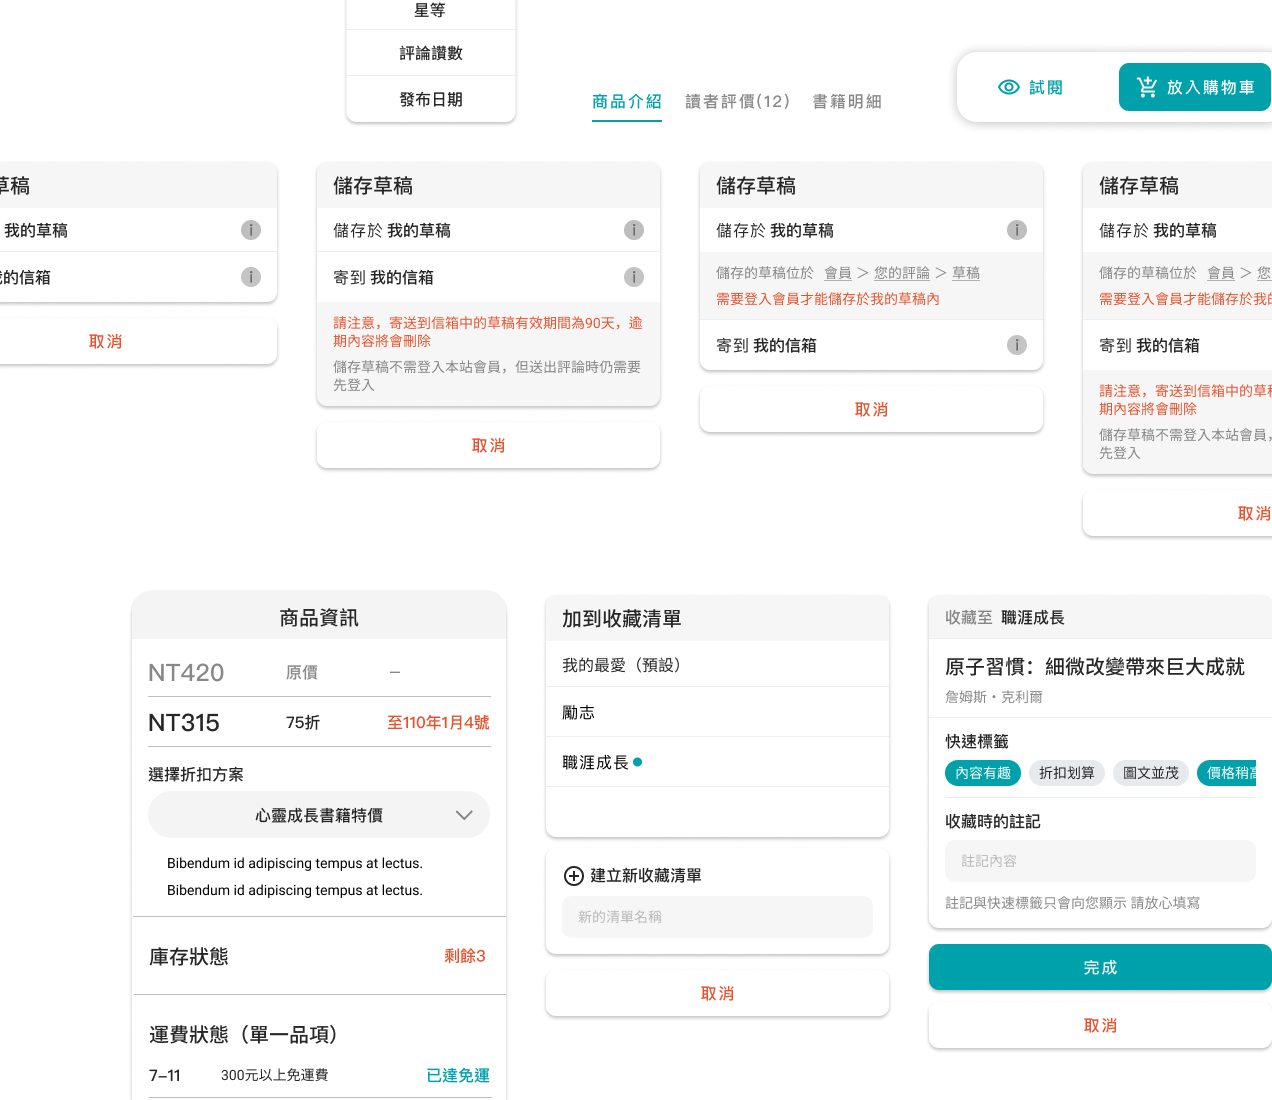 星等
評論讚數
發布日期
商品介紹 讀者評價(12) 書籍明細
試閱
放入購物車
草稿
我的草稿
的信箱
取消
儲存草稿
儲存於 我的草稿
寄到 我的信箱
請注意，寄送到信箱中的草稿有效期間為90天，逾
期內容將會刪除
儲存草稿不需登入本站會員，但送出評論時仍需要
先登入
取消
儲存草稿
儲存於 我的草稿
儲存的草稿位於 會員 > 您的評論 > 草稿
需要登入會員才能儲存於我的草稿內
寄到 我的信箱
取消
儲存草稿
儲存於 我的草稿
儲存的草稿位於 會員 > 您
需要登入會員才能儲存於我的
寄到 我的信箱
請注意，寄送到信箱中的草稿
期內容將會刪除
儲存草稿不需登入本站會員，
先登入
取消
商品資訊
NT420 原價 –
NT315 75折 至110年1月4號
選擇折扣方案
心靈成長書籍特價
Bibendum id adipiscing tempus at lectus.
Bibendum id adipiscing tempus at lectus.
庫存狀態 剩餘3
運費狀態（單一品項）
7–11 300元以上免運費 已達免運
加到收藏清單
我的最愛（預設）
勵志
職涯成長
建立新收藏清單
新的清單名稱
取消
收藏至 職涯成長
原子習慣：細微改變帶來巨大成就
詹姆斯・克利爾
快速標籤
內容有趣 折扣划算 圖文並茂 價格稍高
收藏時的註記
註記內容
註記與快速標籤只會向您顯示 請放心填寫
完成
取消